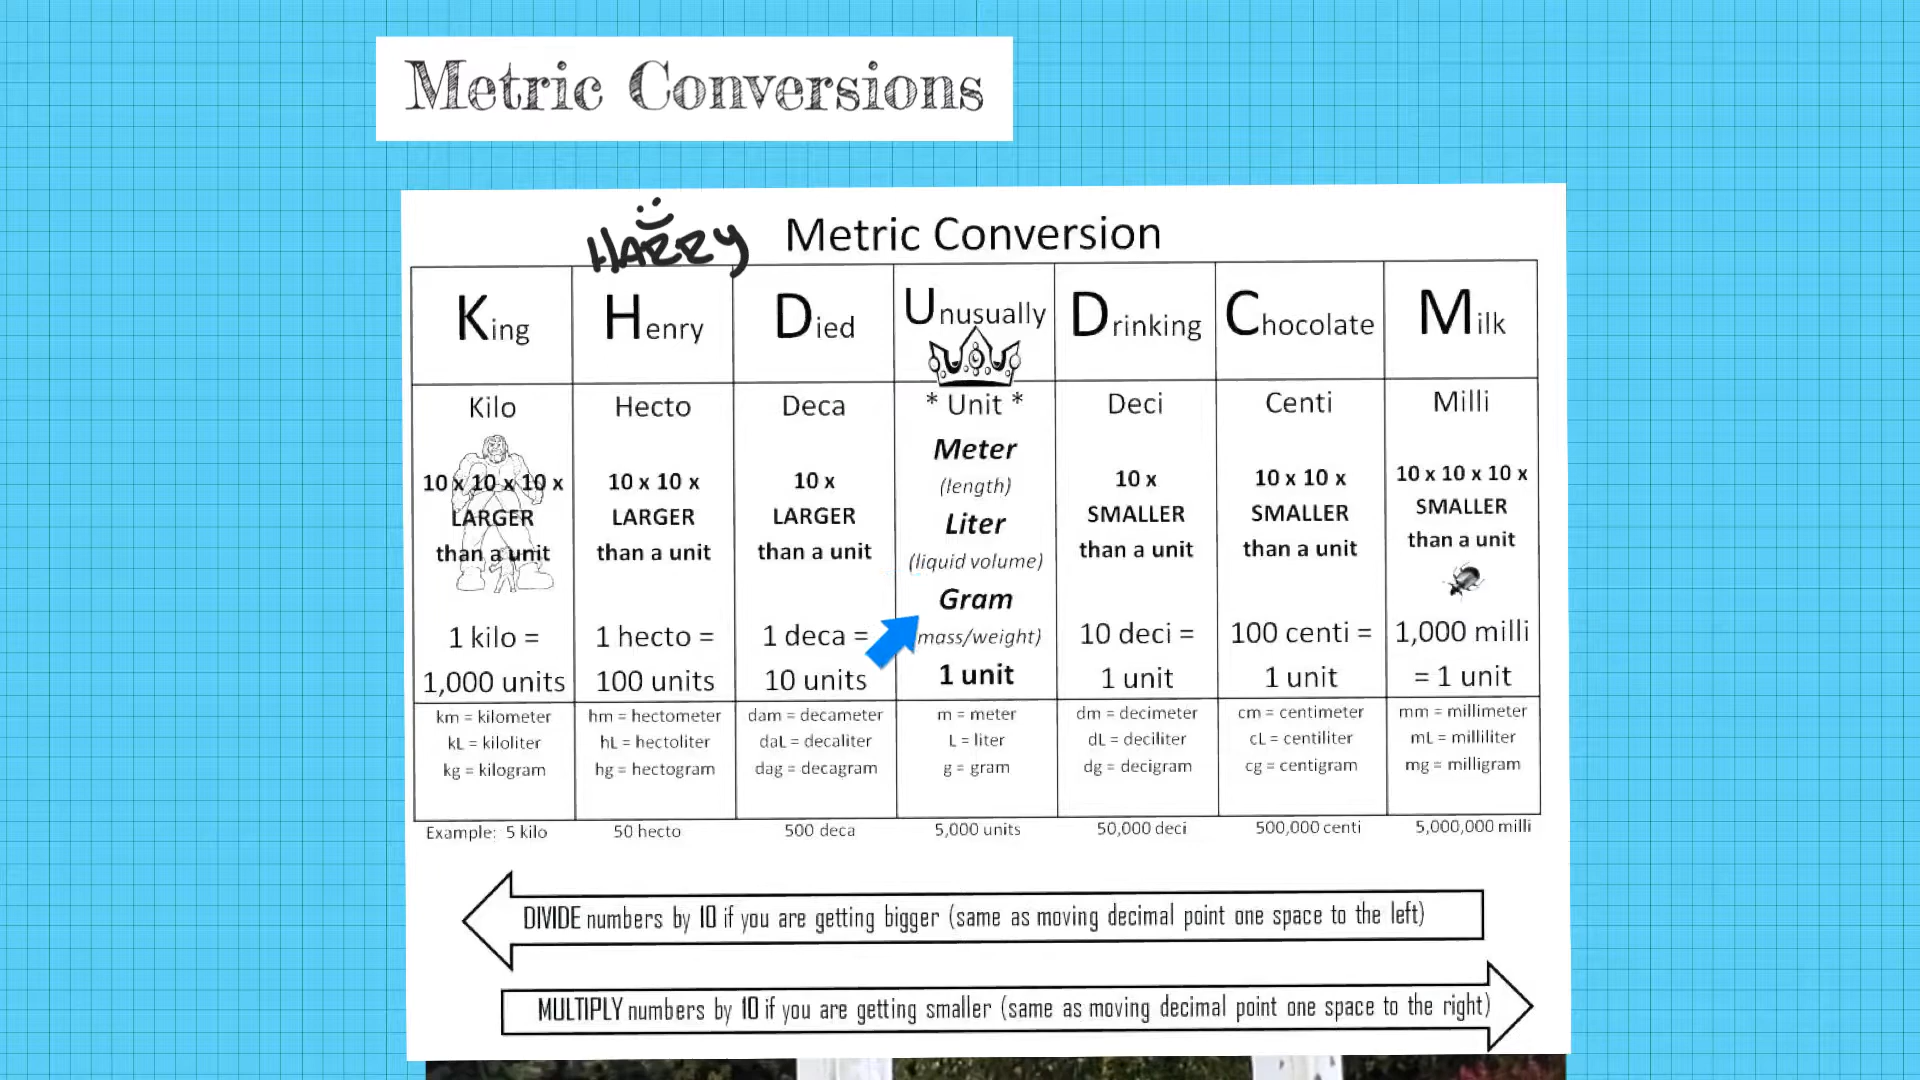 Metric Conversions
HARRY
Metric Conversion
King Henry Died Unusually Drinking Chocolate Milk
Kilo Hecto Deca * Unit * Deci Centi Milli
Meter
(length)
Liter
(liquid volume)
Gram
(mass/weight)
1 unit
10 x 10 x 10 x
LARGER
than a unit
1 kilo =
1,000 units
10 x 10 x
LARGER
than a unit
1 hecto =
100 units
10 x
LARGER
than a unit
1 deca =
10 units
10 x
SMALLER
than a unit
10 deci =
1 unit
10 x 10 x
SMALLER
than a unit
100 centi =
1 unit
10 x 10 x 10 x
SMALLER
than a unit
1,000 milli
= 1 unit
km = kilometer hm = hectometer dam = decameter m = meter dm = decimeter cm = centimeter mm = millimeter
kL = kiloliter hL = hectoliter daL = decaliter L = liter dL = deciliter cL = centiliter mL = milliliter
kg = kilogram hg = hectogram dag = decagram g = gram dg = decigram cg = centigram mg = milligram
Example: 5 kilo 50 hecto 500 deca 5,000 units 50,000 deci 500,000 centi 5,000,000 milli
DIVIDE numbers by 10 if you are getting bigger (same as moving decimal point one space to the left)
MULTIPLY numbers by 10 if you are getting smaller (same as moving decimal point one space to the right)